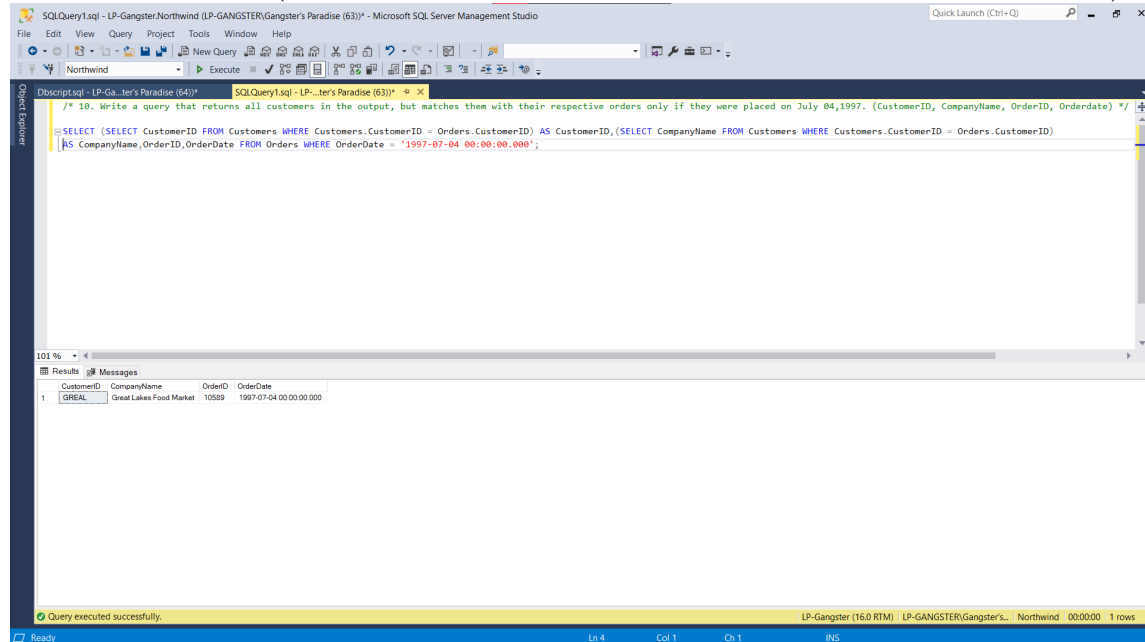 SQLQuery1.sql - LP-Gangster.Northwind (LP-GANGSTER\Gangster's Paradise (63))* - Microsoft SQL Server Management Studio
Quick Launch (Ctrl+Q)
File Edit View Query Project Tools Window Help
New Query
Northwind Execute
Object Explorer
Dbscript.sql - LP-Ga...ter's Paradise (64))* SQLQuery1.sql - LP-...ter's Paradise (63))*
/* 10. Write a query that returns all customers in the output, but matches them with their respective orders only if they were placed on July 04,1997. (CustomerID, CompanyName, OrderID, Orderdate) */
SELECT (SELECT CustomerID FROM Customers WHERE Customers.CustomerID = Orders.CustomerID) AS CustomerID,(SELECT CompanyName FROM Customers WHERE Customers.CustomerID = Orders.CustomerID)
AS CompanyName,OrderID,OrderDate FROM Orders WHERE OrderDate = '1997-07-04 00:00:00.000';
101 %
Results Messages
CustomerID CompanyName OrderID OrderDate
1 GREAL Great Lakes Food Market 10589 1997-07-04 00:00:00.000
Query executed successfully. LP-Gangster (16.0 RTM) LP-GANGSTER\Gangster's... Northwind 00:00:00 1 rows
Ready Ln 4 Col 1 Ch 1 INS